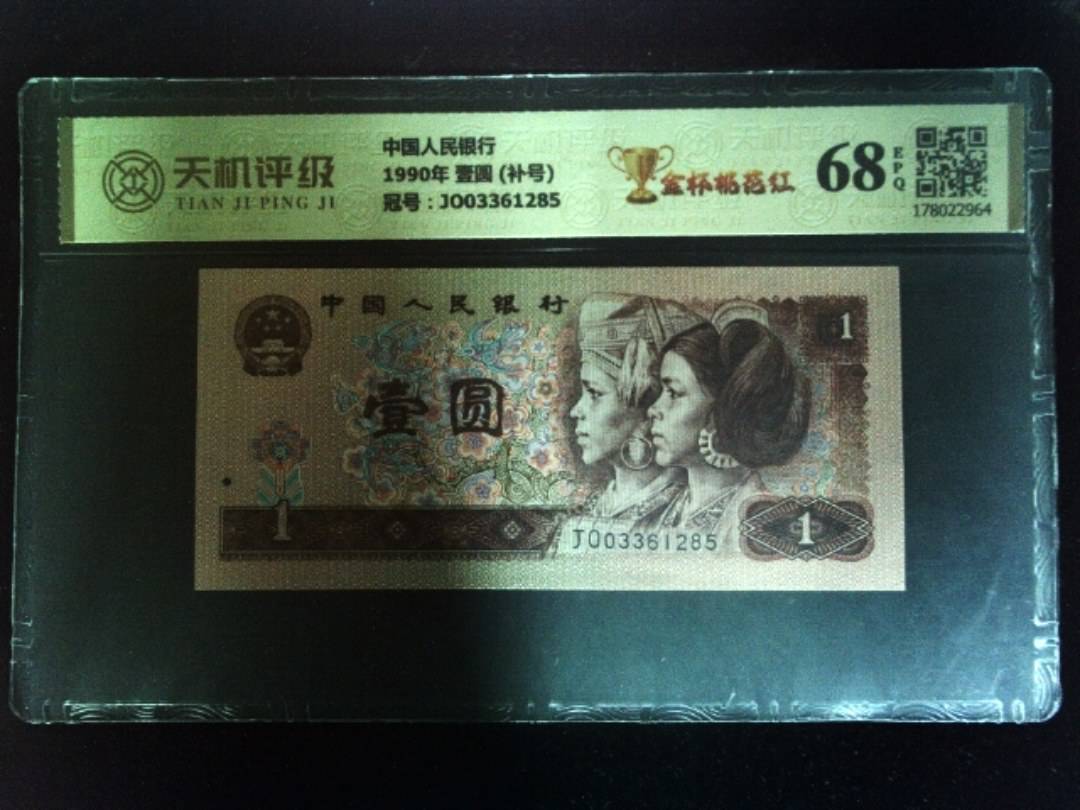 天机评级
TIAN JI PING JI
中国人民银行
1990年 壹圆 (补号)
冠号：JO03361285
金杯桃花红
68
EPQ
178022964
中国人民银行
1
壹圆
1
JO03361285
1